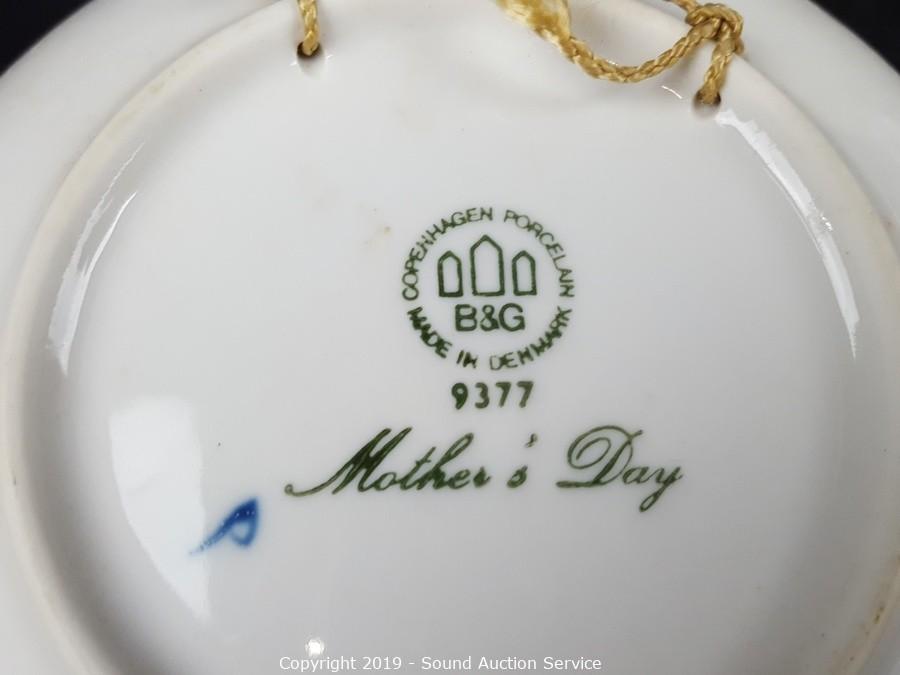 COPENHAGEN PORCELAIN
B&G
MADE IN DENMARK
9377
Mother's Day
Copyright 2019 - Sound Auction Service